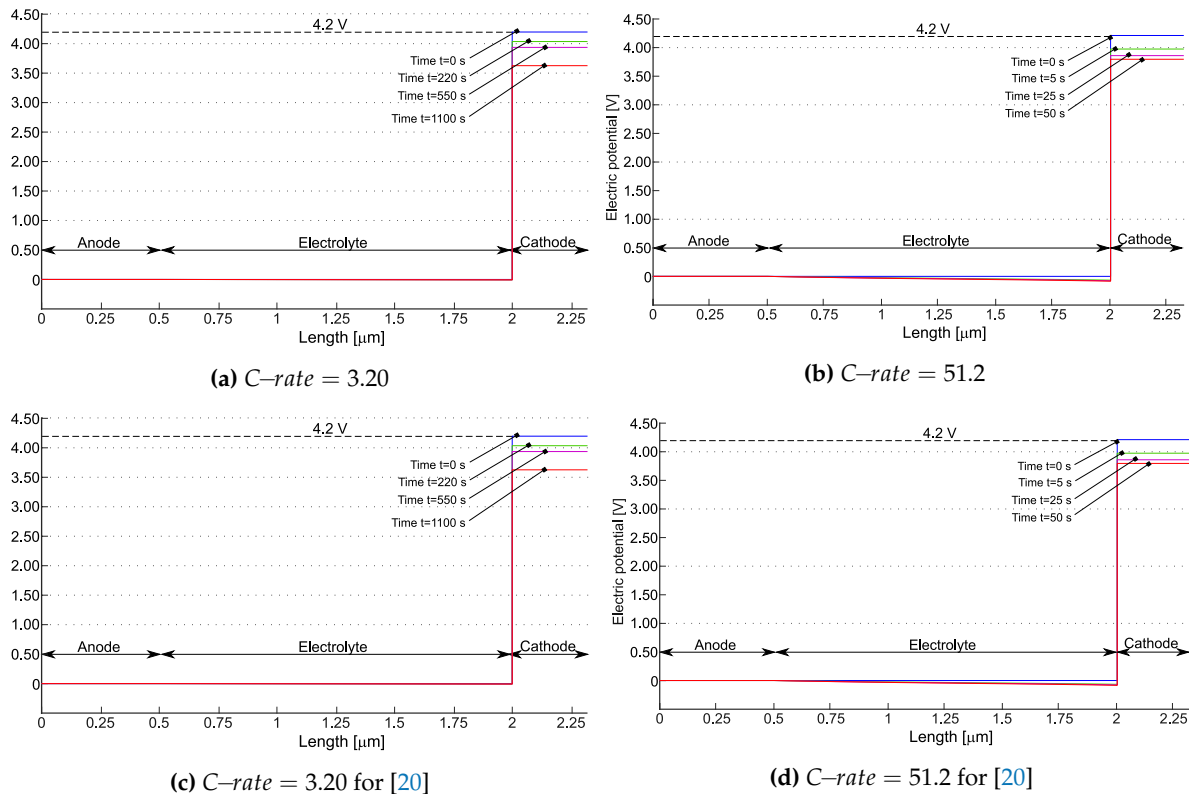 4.50
4.2 V
4.00
Time t=0 s
3.50
Time t=220 s
3.00
Time t=550 s
2.50
Time t=1100 s
2.00
1.50
1.00
0.50
Anode
Electrolyte
Cathode
0
0 0.25 0.5 0.75 1 1.25 1.5 1.75 2 2.25
Length [μm]
(a) C–rate = 3.20
4.50
4.2 V
4.00
Time t=0 s
3.50
Time t=5 s
3.00
Time t=25 s
2.50
Time t=50 s
2.00
1.50
1.00
0.50
Electric potential [V]
Anode
Electrolyte
Cathode
0
0 0.25 0.5 0.75 1 1.25 1.5 1.75 2 2.25
Length [μm]
(b) C–rate = 51.2
4.50
4.2 V
4.00
Time t=0 s
3.50
Time t=220 s
3.00
Time t=550 s
2.50
Time t=1100 s
2.00
1.50
1.00
0.50
Anode
Electrolyte
Cathode
0
0 0.25 0.5 0.75 1 1.25 1.5 1.75 2 2.25
Length [μm]
(c) C–rate = 3.20 for [20]
4.50
4.2 V
4.00
Time t=0 s
3.50
Time t=5 s
3.00
Time t=25 s
2.50
Time t=50 s
2.00
1.50
1.00
0.50
Electric potential [V]
Anode
Electrolyte
Cathode
0
0 0.25 0.5 0.75 1 1.25 1.5 1.75 2 2.25
Length [μm]
(d) C–rate = 51.2 for [20]